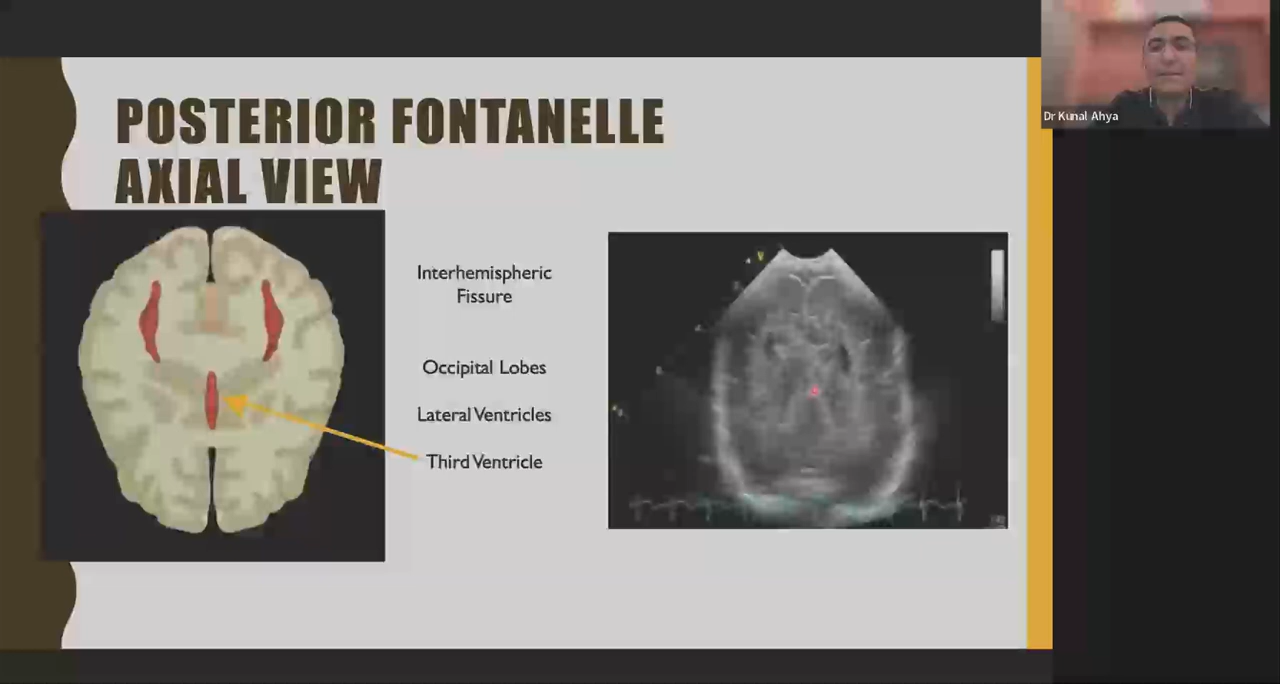 POSTERIOR FONTANELLE
AXIAL VIEW
Dr Kunal Ahya
Interhemispheric
Fissure
Occipital Lobes
Lateral Ventricles
Third Ventricle
V